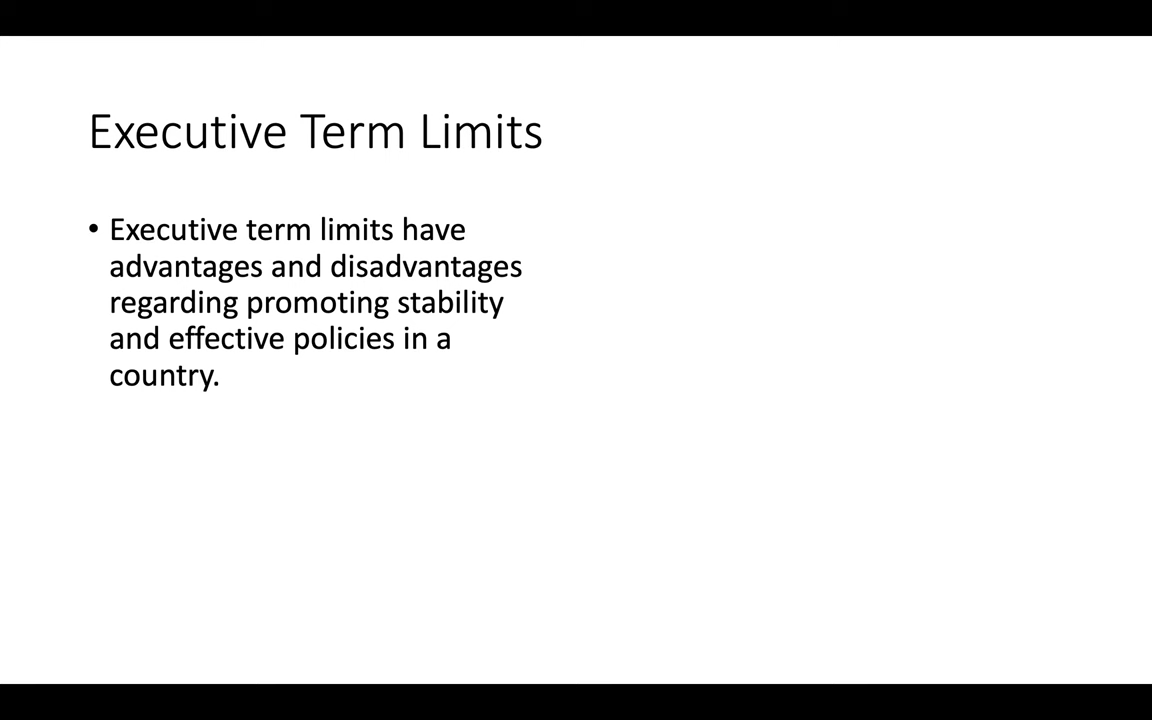 Executive Term Limits
• Executive term limits have
advantages and disadvantages
regarding promoting stability
and effective policies in a
country.